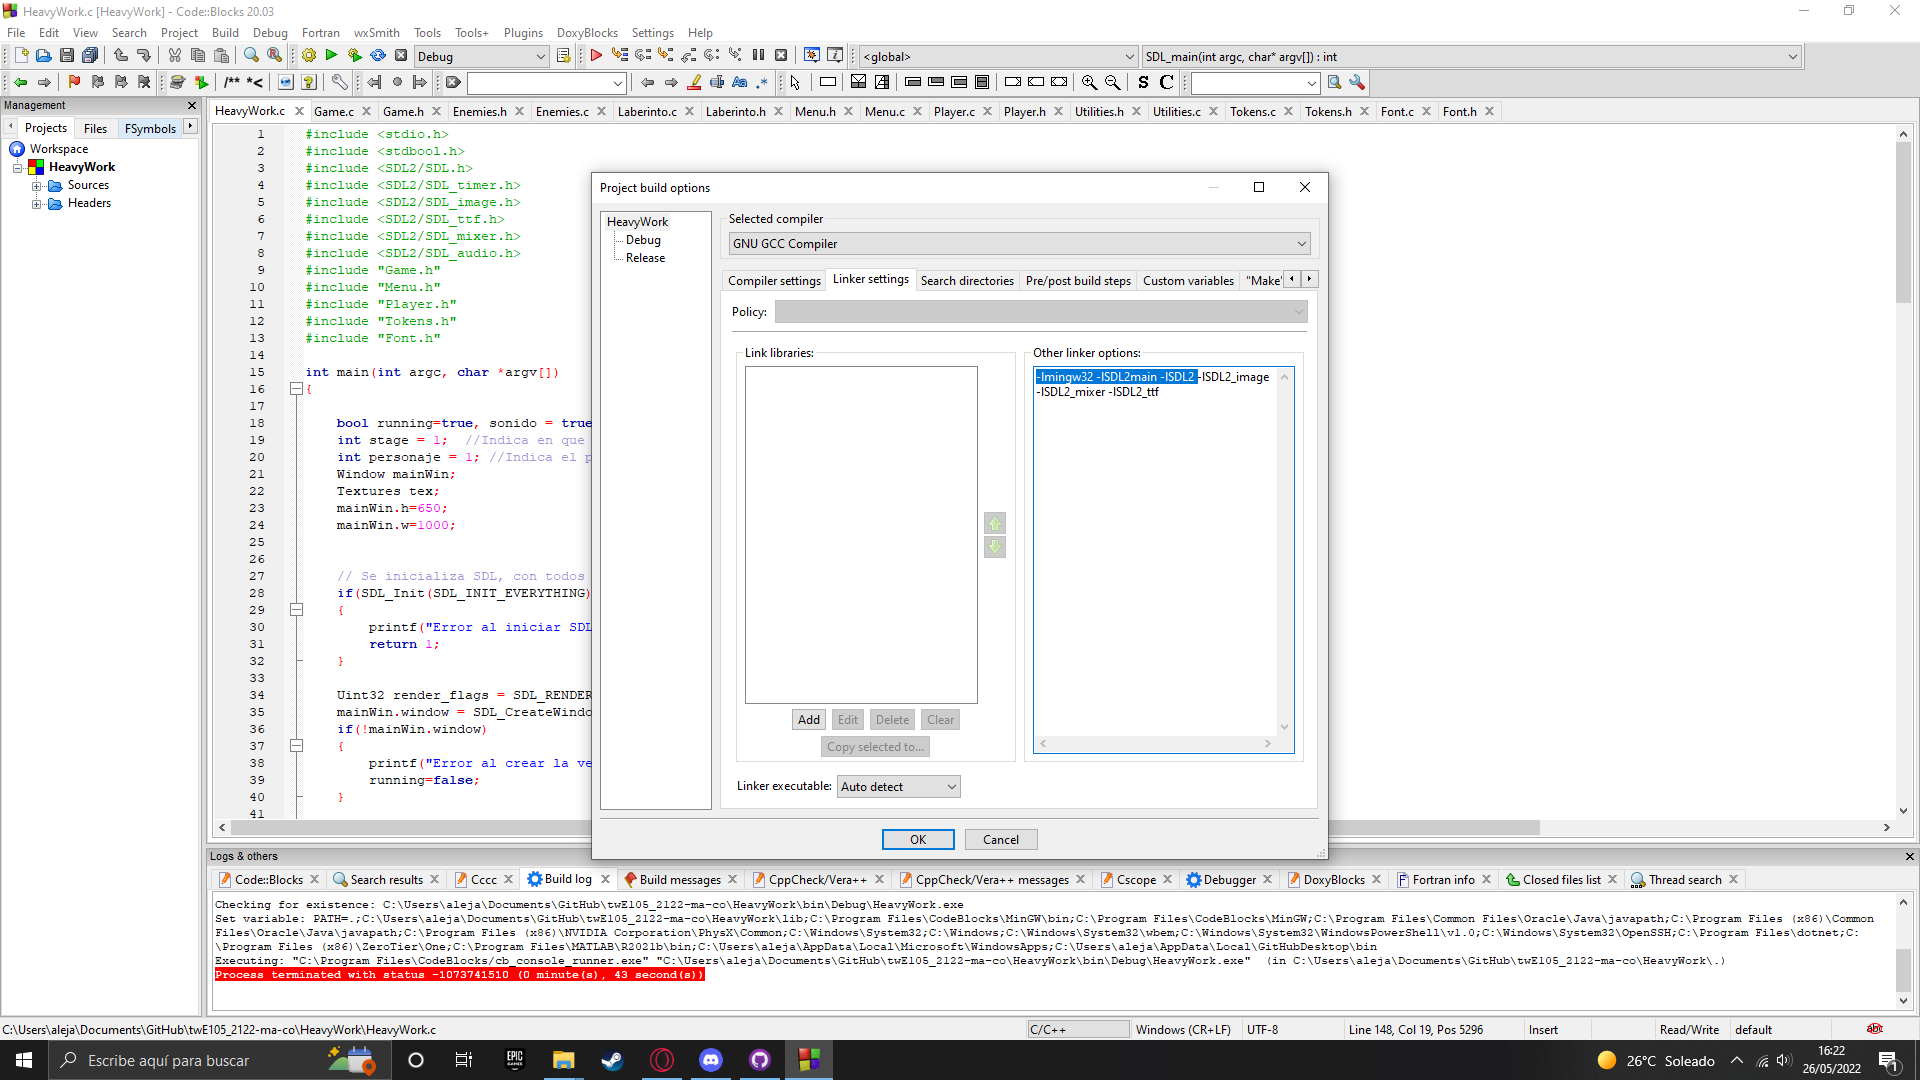 HeavyWork.c [HeavyWork] - Code::Blocks 20.03
File Edit View Search Project Build Debug Fortran wxSmith Tools Tools+ Plugins DoxyBlocks Settings Help
Debug <global> SDL_main(int argc, char* argv[]) : int
/** *< Aa .* S C
Management
HeavyWork.c Game.c Game.h Enemies.h Enemies.c Laberinto.c Laberinto.h Menu.h Menu.c Player.c Player.h Utilities.h Utilities.c Tokens.c Tokens.h Font.c Font.h
Projects Files FSymbols
Workspace
HeavyWork
Sources
Headers
1 #include <stdio.h>
2 #include <stdbool.h>
3 #include <SDL2/SDL.h>
4 #include <SDL2/SDL_timer.h>
5 #include <SDL2/SDL_image.h>
6 #include <SDL2/SDL_ttf.h>
7 #include <SDL2/SDL_mixer.h>
8 #include <SDL2/SDL_audio.h>
9 #include "Game.h"
10 #include "Menu.h"
11 #include "Player.h"
12 #include "Tokens.h"
13 #include "Font.h"
14
15 int main(int argc, char *argv[])
16 {
17
18 bool running=true, sonido = true
19 int stage = 1; //Indica en que
20 int personaje = 1; //Indica el p
21 Window mainWin;
22 Textures tex;
23 mainWin.h=650;
24 mainWin.w=1000;
25
26
27 // Se inicializa SDL, con todos
28 if(SDL_Init(SDL_INIT_EVERYTHING)
29 {
30 printf("Error al iniciar SDL
31 return 1;
32 }
33
34 Uint32 render_flags = SDL_RENDER
35 mainWin.window = SDL_CreateWindo
36 if(!mainWin.window)
37 {
38 printf("Error al crear la ve
39 running=false;
40 }
41
Project build options
HeavyWork
Debug
Release
Selected compiler
GNU GCC Compiler
Compiler settings Linker settings Search directories Pre/post build steps Custom variables "Make'
Policy:
Link libraries:
Other linker options:
-lmingw32 -lSDL2main -lSDL2 -lSDL2_image
-lSDL2_mixer -lSDL2_ttf
Add Edit Delete Clear
Copy selected to...
Linker executable: Auto detect
OK Cancel
Logs & others
Code::Blocks Search results Cccc Build log Build messages CppCheck/Vera++ CppCheck/Vera++ messages Cscope Debugger DoxyBlocks Fortran info Closed files list Thread search
Checking for existence: C:\Users\aleja\Documents\GitHub\twE105_2122-ma-co\HeavyWork\bin\Debug\HeavyWork.exe
Set variable: PATH=.;C:\Users\aleja\Documents\GitHub\twE105_2122-ma-co\HeavyWork\lib;C:\Program Files\CodeBlocks\MinGW\bin;C:\Program Files\CodeBlocks\MinGW;C:\Program Files\Common Files\Oracle\Java\javapath;C:\Program Files (x86)\Common
Files\Oracle\Java\javapath;C:\Program Files (x86)\NVIDIA Corporation\PhysX\Common;C:\Windows\System32;C:\Windows;C:\Windows\System32\wbem;C:\Windows\System32\WindowsPowerShell\v1.0;C:\Windows\System32\OpenSSH;C:\Program Files\dotnet;C:
\Program Files (x86)\ZeroTier\One;C:\Program Files\MATLAB\R2021b\bin;C:\Users\aleja\AppData\Local\Microsoft\WindowsApps;C:\Users\aleja\AppData\Local\GitHubDesktop\bin
Executing: "C:\Program Files\CodeBlocks/cb_console_runner.exe" "C:\Users\aleja\Documents\GitHub\twE105_2122-ma-co\HeavyWork\bin\Debug\HeavyWork.exe" (in C:\Users\aleja\Documents\GitHub\twE105_2122-ma-co\HeavyWork\.)
Process terminated with status -1073741510 (0 minute(s), 43 second(s))
C:\Users\aleja\Documents\GitHub\twE105_2122-ma-co\HeavyWork\HeavyWork.c C/C++ Windows (CR+LF) UTF-8 Line 148, Col 19, Pos 5296 Insert Read/Write default abc
Escribe aquí para buscar EPIC GAMES 26°C Soleado 16:22 1
26/05/2022